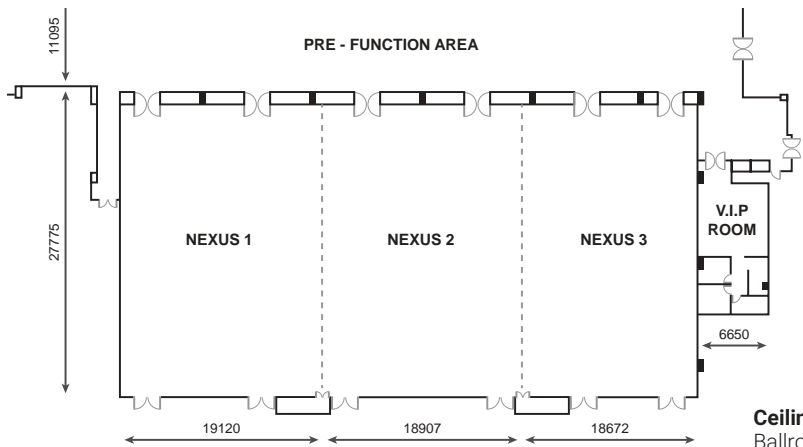 11095
PRE - FUNCTION AREA
27775
NEXUS 1
NEXUS 2
NEXUS 3
V.I.P
ROOM
6650
19120
18907
18672
Ceilin
Ballro